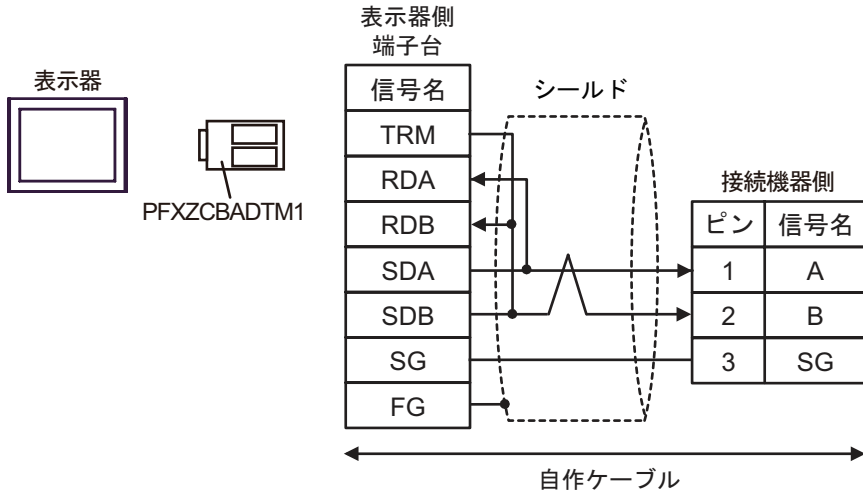 表示器側
端子台
表示器
PFXZCBADTM1
信号名
TRM
RDA
RDB
SDA
SDB
SG
FG
シールド
接続機器側
ピン 信号名
1 A
2 B
3 SG
自作ケーブル